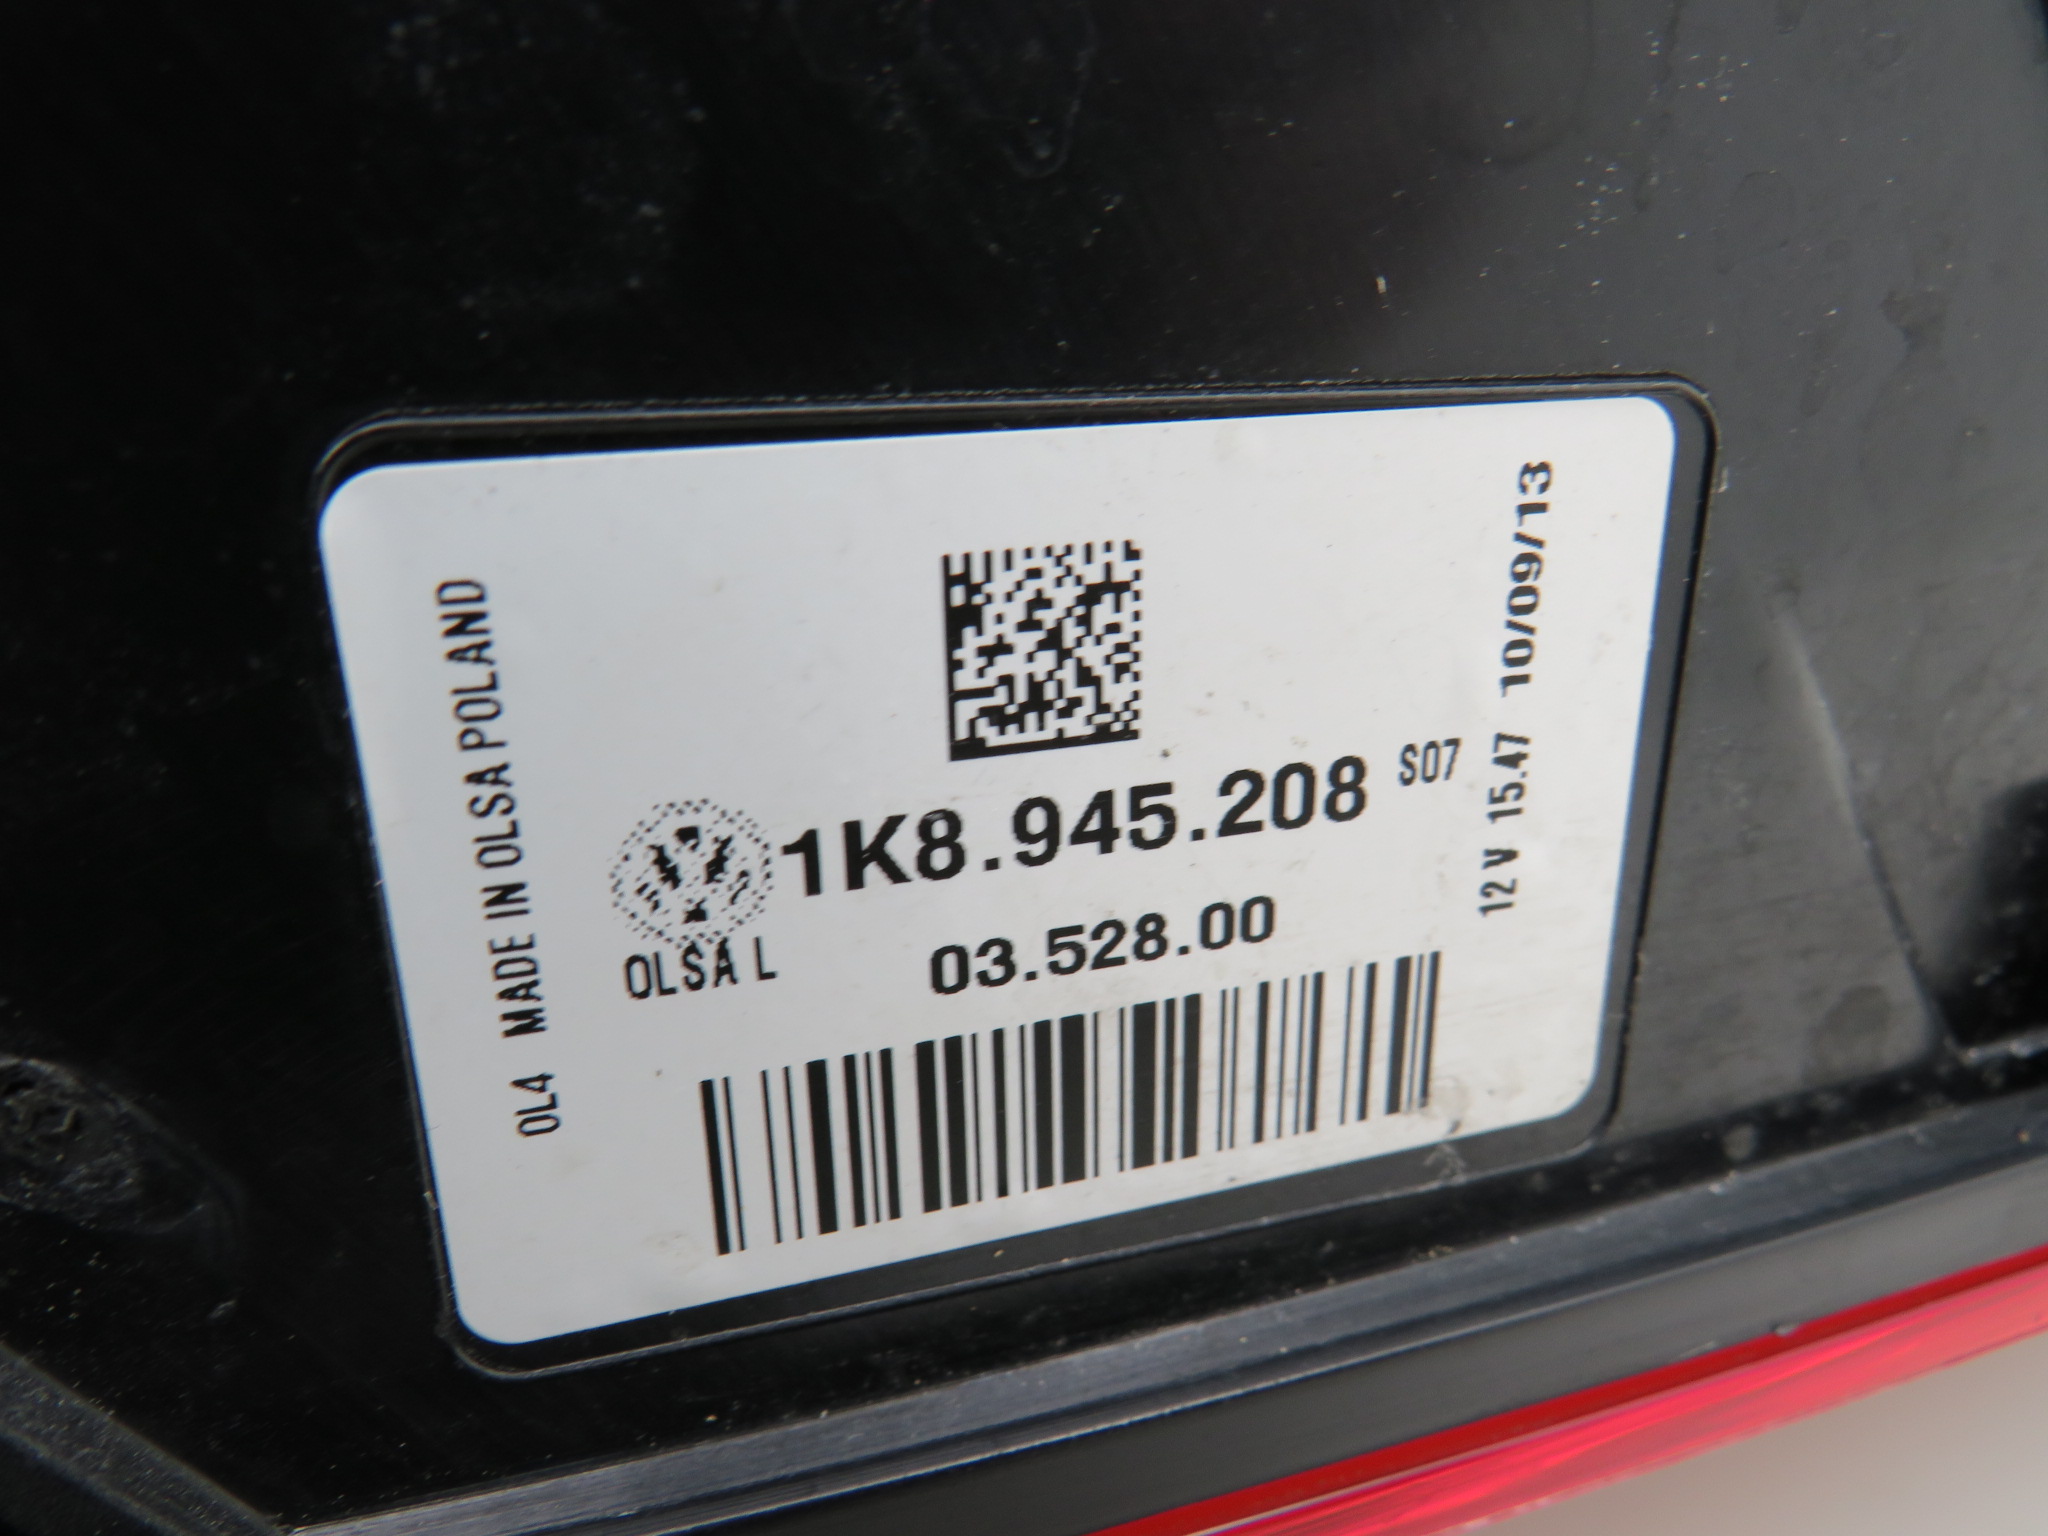 OL4 MADE IN OLSA POLAND
1K8.945.208 S07
OLSA L 03.528.00
12 V 15.47 10/09/13